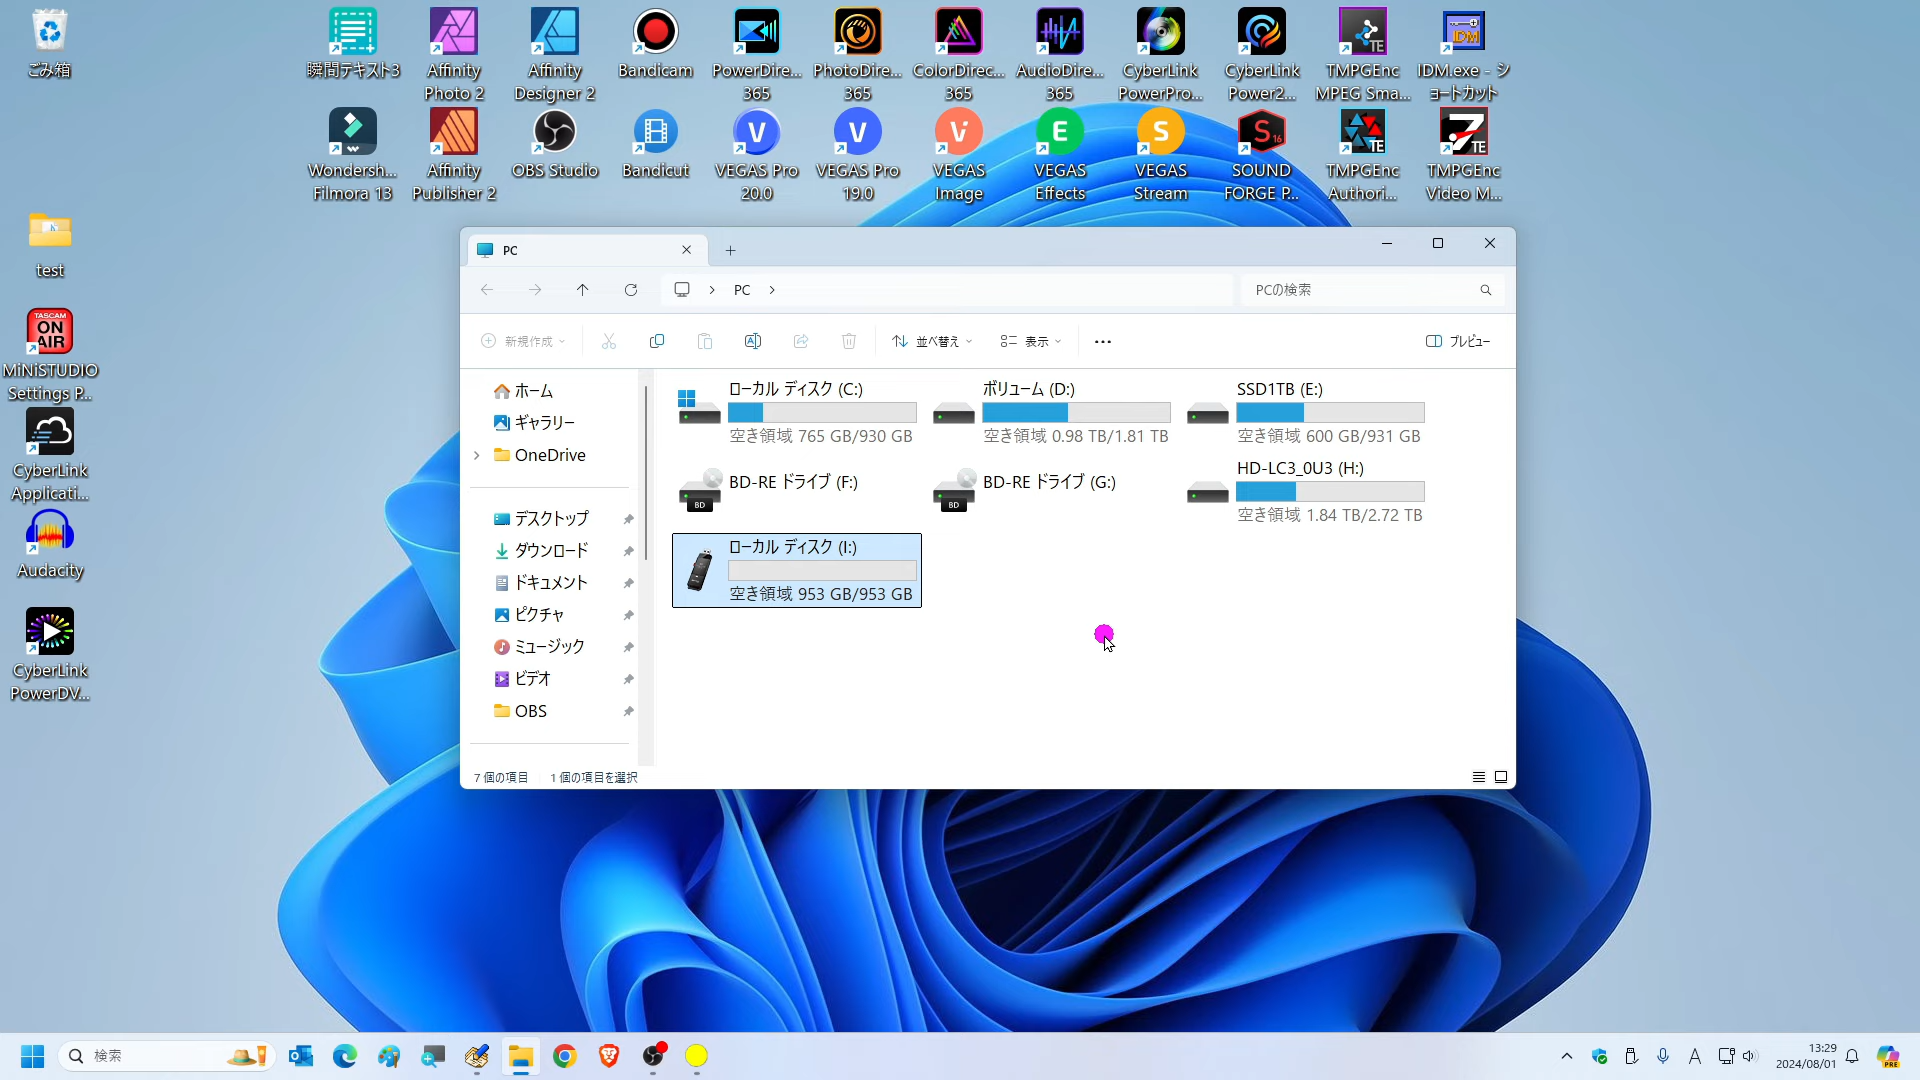 ごみ箱
瞬間テキスト3
Affinity
Photo 2
Affinity
Designer 2
Bandicam
PowerDire...
365
PhotoDire...
365
ColorDirec...
365
AudioDire...
365
CyberLink
PowerPro...
CyberLink
Power2...
TE
TMPGEnc
MPEG Sma...
IDM
IDM.exe - シ
ョートカット
Wondersh...
Filmora 13
Affinity
Publisher 2
OBS Studio
Bandicut
V
VEGAS Pro
20.0
V
VEGAS Pro
19.0
Vi
VEGAS
Image
E
VEGAS
Effects
S
VEGAS
Stream
S16
SOUND
FORGE P...
TE
TMPGEnc
Authori...
TE
TMPGEnc
Video M...
test
TASCAM
ON
AIR
MiNiSTUDIO
Settings P...
CyberLink
Applicati...
Audacity
CyberLink
PowerDV...
PC
PC
PCの検索
新規作成
並べ替え
表示
プレビュー
ホーム
ギャラリー
OneDrive
デスクトップ
ダウンロード
ドキュメント
ピクチャ
ミュージック
ビデオ
OBS
ローカル ディスク (C:)
空き領域 765 GB/930 GB
ボリューム (D:)
空き領域 0.98 TB/1.81 TB
SSD1TB (E:)
空き領域 600 GB/931 GB
BD
BD-RE ドライブ (F:)
BD
BD-RE ドライブ (G:)
HD-LC3_0U3 (H:)
空き領域 1.84 TB/2.72 TB
ローカル ディスク (I:)
空き領域 953 GB/953 GB
7 個の項目
1 個の項目を選択
検索
A
13:29
2024/08/01
PRE